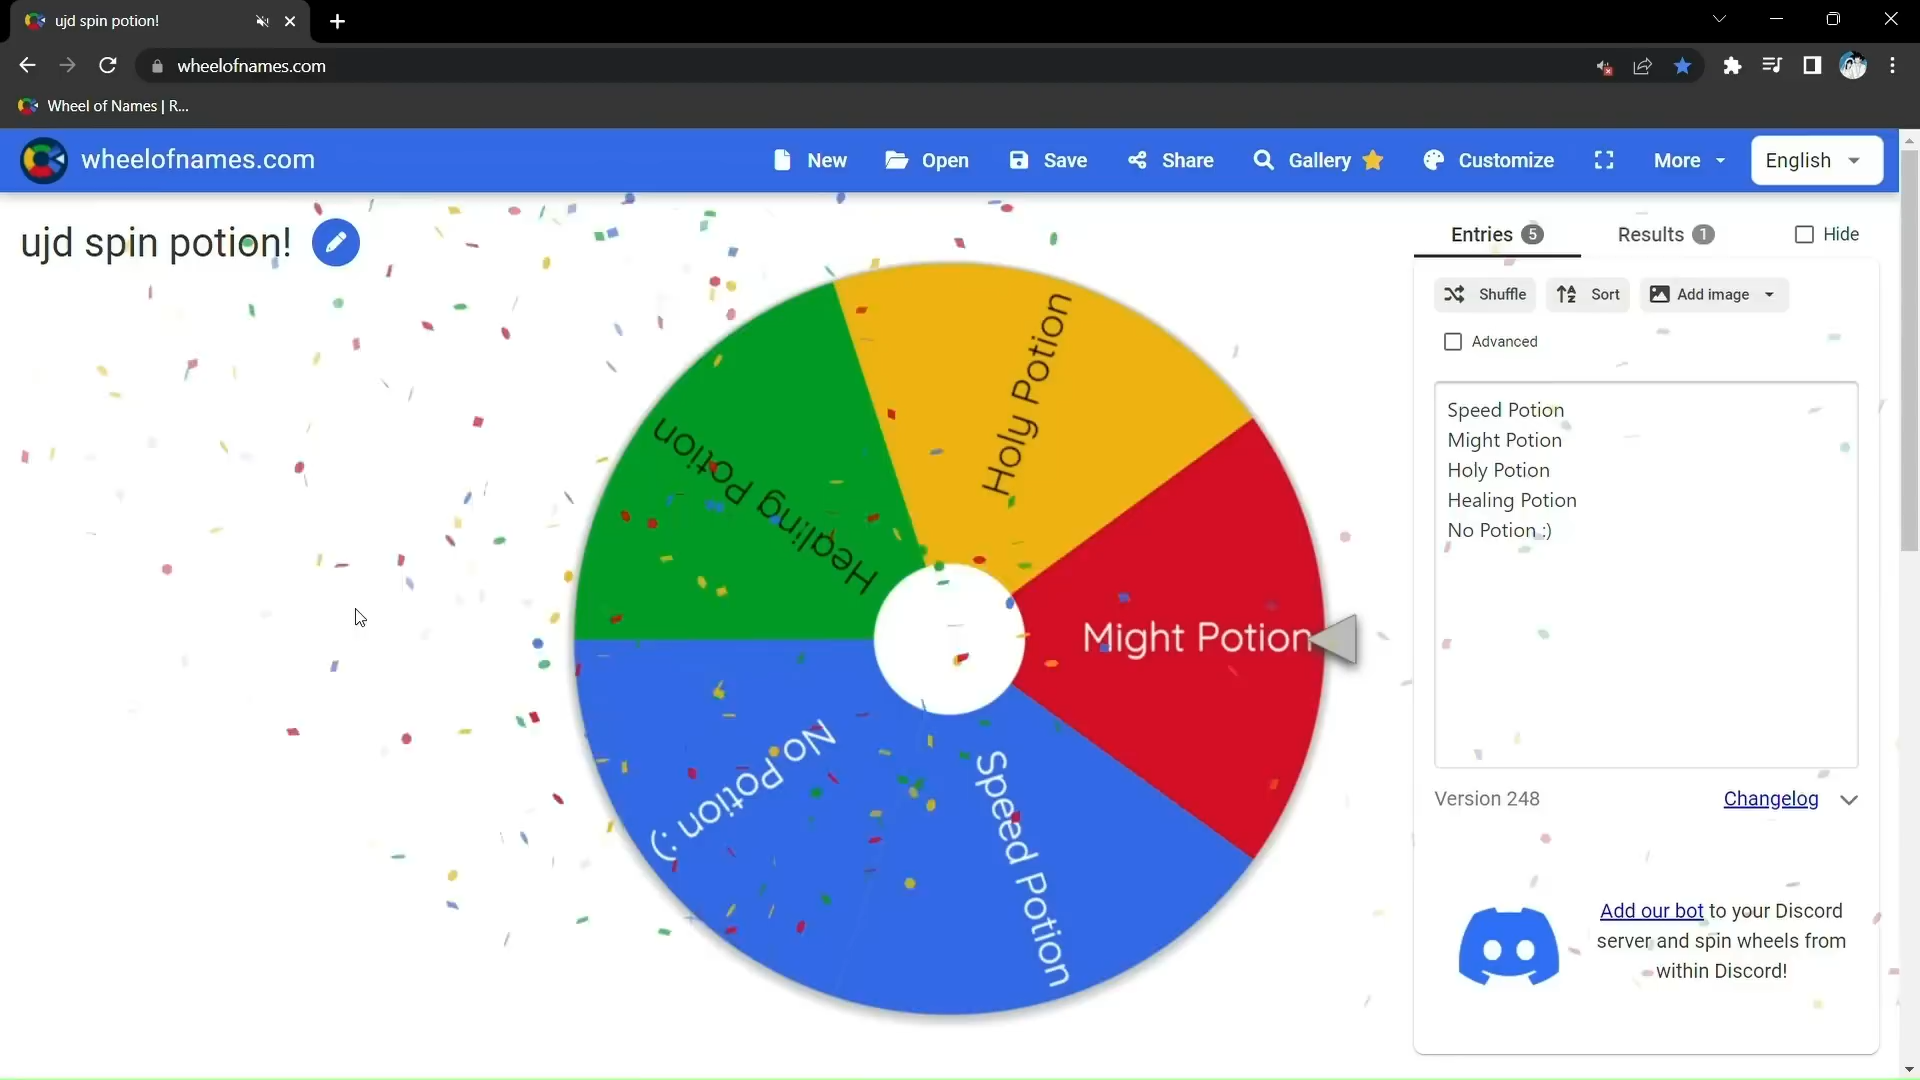 ujd spin potion!
wheelofnames.com
Wheel of Names | R...
wheelofnames.com
New
Open
Save
Share
Gallery
Customize
More
English
ujd spin potion!
Entries 5
Results 1
Hide
Shuffle
Sort
Add image
Advanced
Speed Potion
Might Potion
Holy Potion
Healing Potion
No Potion :)
Holy Potion
Healing Potion
Might Potion
No Potion :)
Speed Potion
Version 248
Changelog
Add our bot to your Discord
server and spin wheels from
within Discord!